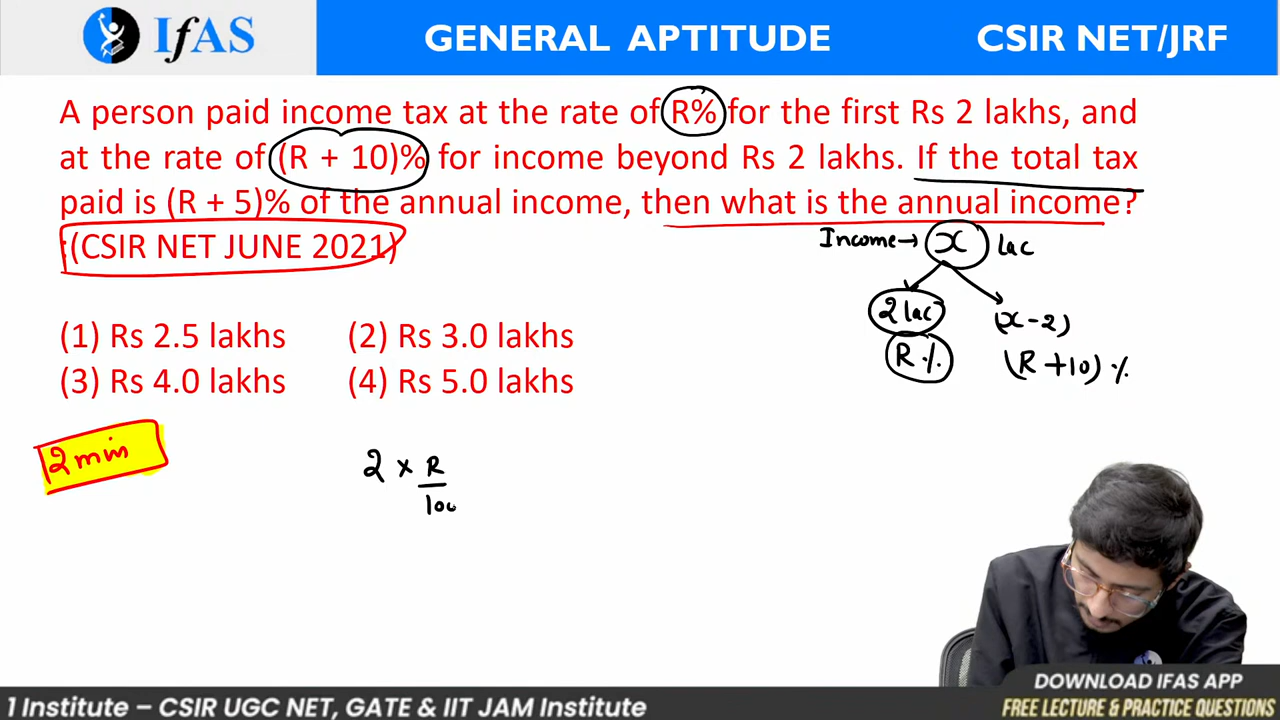 IfAS
GENERAL APTITUDE
CSIR NET/JRF
A person paid income tax at the rate of R% for the first Rs 2 lakhs, and
at the rate of (R + 10)% for income beyond Rs 2 lakhs. If the total tax
paid is (R + 5)% of the annual income, then what is the annual income?
:(CSIR NET JUNE 2021)
Income → x lac
2 lac (x-2)
R % (R +10) %
(1) Rs 2.5 lakhs (2) Rs 3.0 lakhs
(3) Rs 4.0 lakhs (4) Rs 5.0 lakhs
2 min
2 × R
100
DOWNLOAD IFAS APP
1 Institute – CSIR UGC NET, GATE & IIT JAM Institute
FREE LECTURE & PRACTICE QUESTIONS